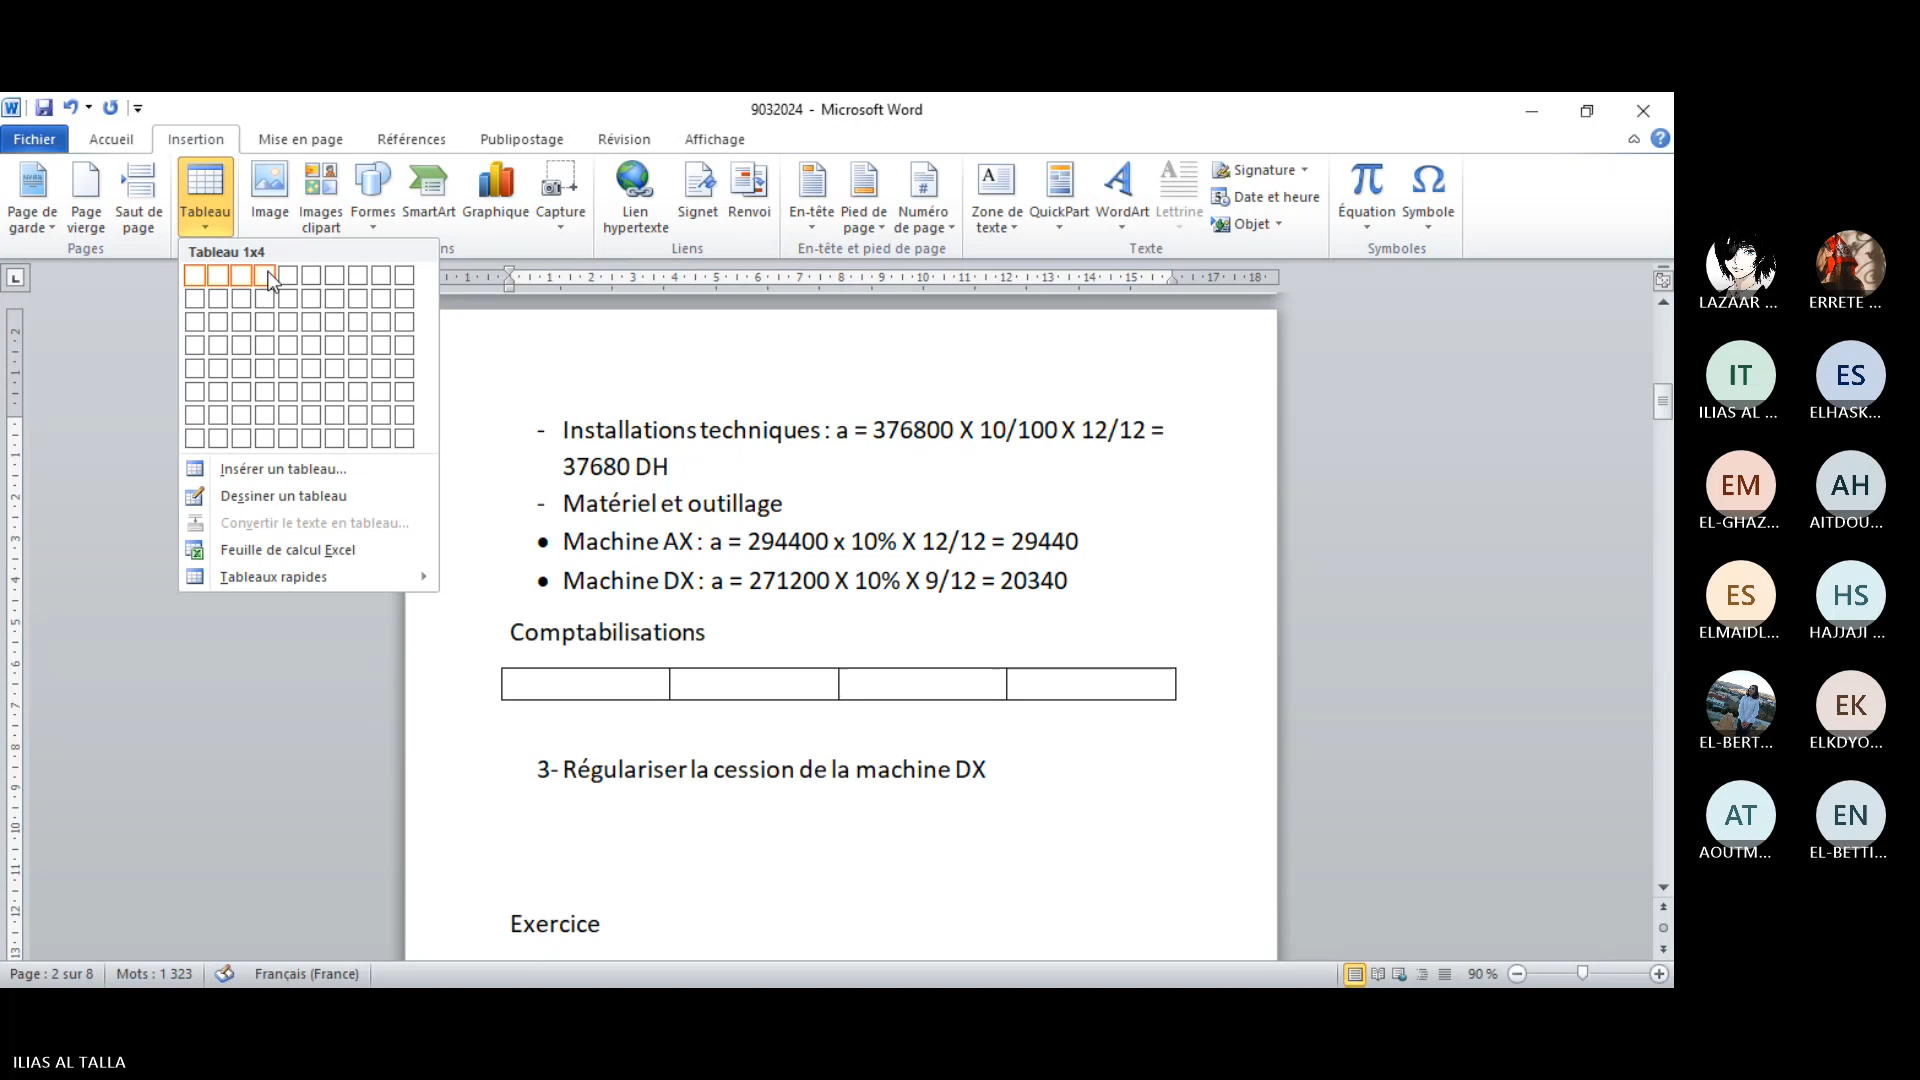 9032024 - Microsoft Word
Fichier Accueil Insertion Mise en page Références Publipostage Révision Affichage
Page de garde
Page vierge
Saut de page
Pages
Tableau
Image
Images clipart
Formes
SmartArt
Graphique
Capture
ns
Lien hypertexte
Signet
Renvoi
Liens
En-tête
Pied de page
Numéro de page
En-tête et pied de page
Zone de texte
QuickPart
WordArt
Lettrine
Signature
Date et heure
Objet
Texte
Équation
Symbole
Symboles
Tableau 1x4
Insérer un tableau...
Dessiner un tableau
Convertir le texte en tableau...
Feuille de calcul Excel
Tableaux rapides
- Installations techniques : a = 376800 X 10/100 X 12/12 =
37680 DH
- Matériel et outillage
• Machine AX : a = 294400 x 10% X 12/12 = 29440
• Machine DX : a = 271200 X 10% X 9/12 = 20340
Comptabilisations
3- Régulariser la cession de la machine DX
Exercice
Page : 2 sur 8 Mots : 1 323 Français (France) 90 %
LAZAAR ... ERRETE ...
IT ES
ILIAS AL ... ELHASK...
EM AH
EL-GHAZ... AITDOU...
ES HS
ELMAIDL... HAJJAJI ...
EK
EL-BERT... ELKDYO...
AT EN
AOUTM... EL-BETTI...
ILIAS AL TALLA